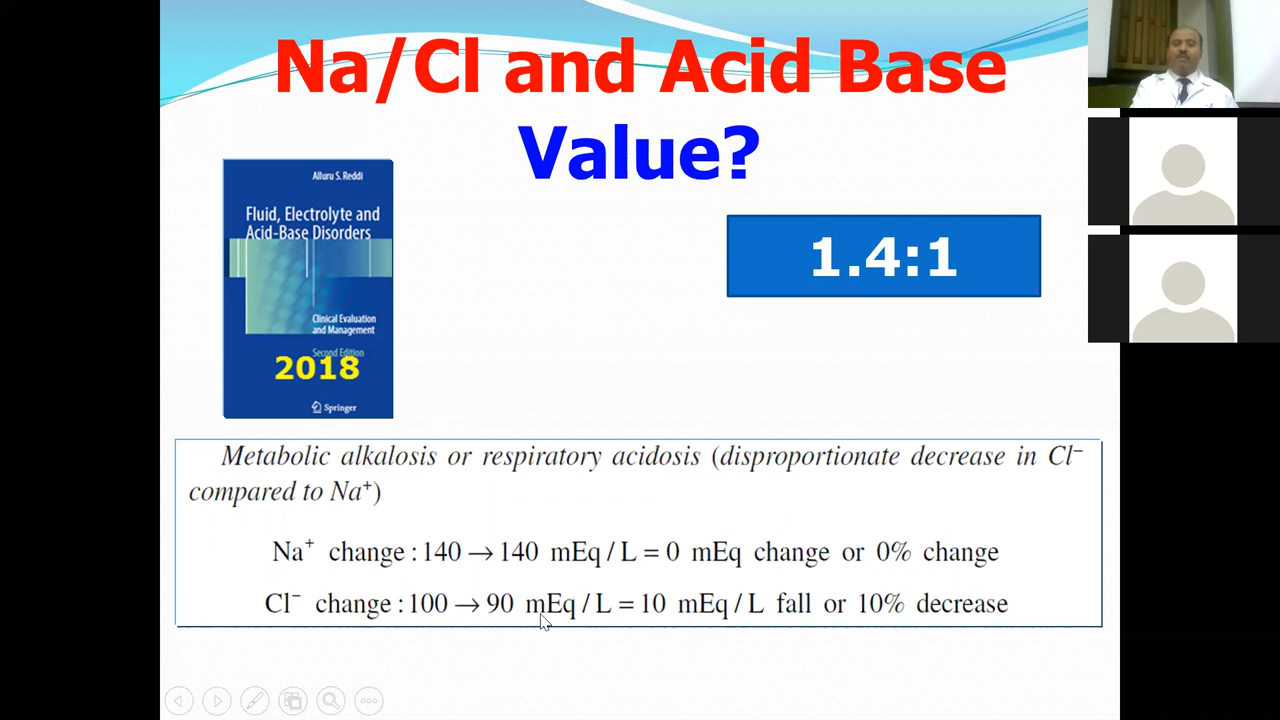 Na/Cl and Acid Base
Value?
Alluru S. Reddi
Fluid, Electrolyte and
Acid-Base Disorders
Clinical Evaluation
and Management
Second Edition
2018
Springer
1.4:1
Metabolic alkalosis or respiratory acidosis (disproportionate decrease in Cl⁻
compared to Na⁺)
Na⁺ change : 140 → 140 mEq / L = 0 mEq change or 0% change
Cl⁻ change : 100 → 90 mEq / L = 10 mEq / L fall or 10% decrease